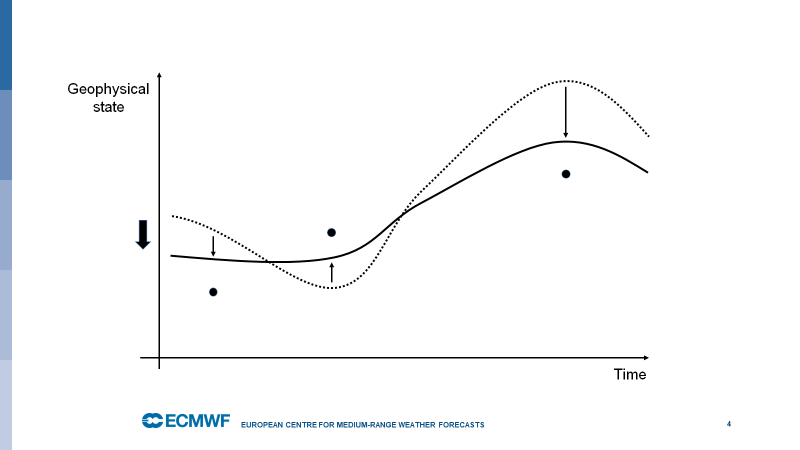 Geophysical
state
Time
ECMWF EUROPEAN CENTRE FOR MEDIUM-RANGE WEATHER FORECASTS
4